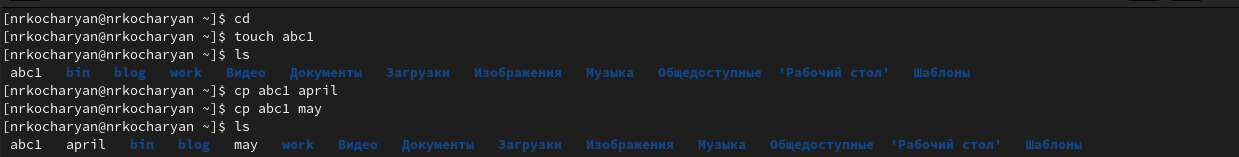 [nrkocharyan@nrkocharyan ~]$ cd
[nrkocharyan@nrkocharyan ~]$ touch abc1
[nrkocharyan@nrkocharyan ~]$ ls
abc1 bin blog work Видео Документы Загрузки Изображения Музыка Общедоступные 'Рабочий стол' Шаблоны
[nrkocharyan@nrkocharyan ~]$ cp abc1 april
[nrkocharyan@nrkocharyan ~]$ cp abc1 may
[nrkocharyan@nrkocharyan ~]$ ls
abc1 april bin blog may work Видео Документы Загрузки Изображения Музыка Общедоступные 'Рабочий стол' Шаблоны